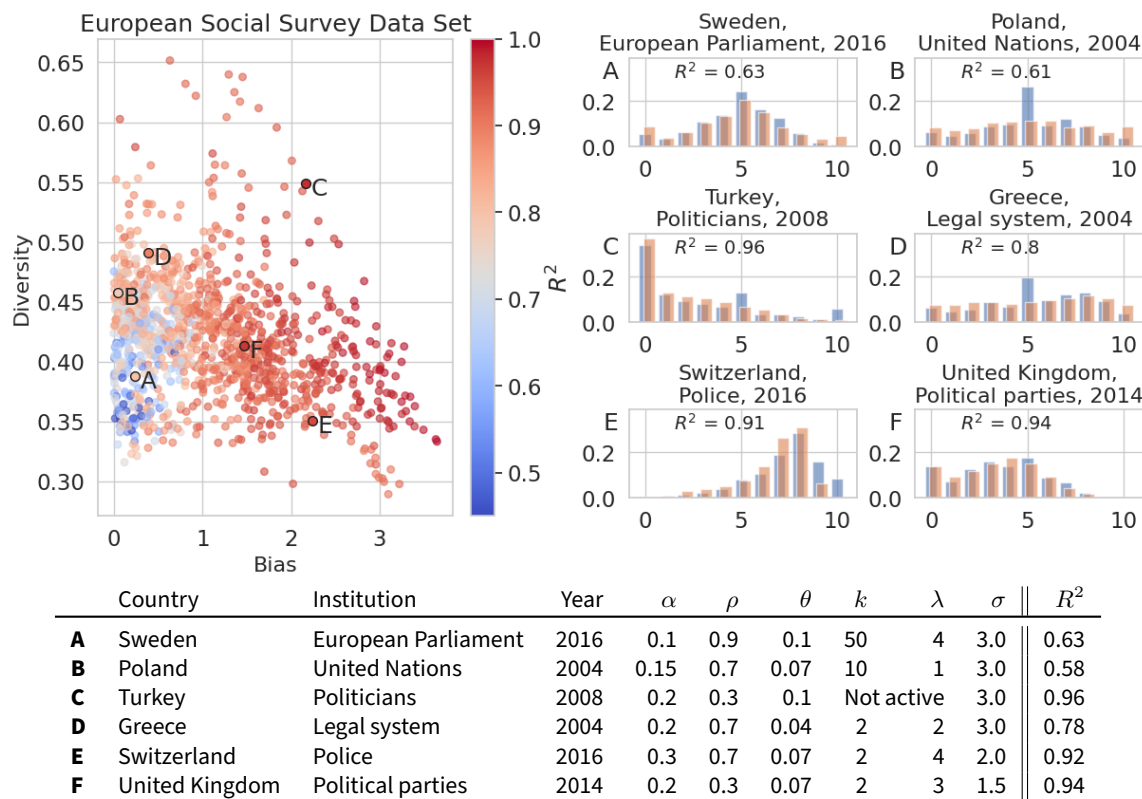 European Social Survey Data Set
0.65
0.60
0.55
0.50
0.45
0.40
0.35
0.30
Diversity
0
1
2
3
Bias
A
B
C
D
E
F
1.0
0.9
0.8
0.7
0.6
0.5
R²
Sweden,
European Parliament, 2016
A
R² = 0.63
0.2
0.0
0 5 10
Poland,
United Nations, 2004
B
R² = 0.61
0.2
0.0
0 5 10
Turkey,
Politicians, 2008
C
R² = 0.96
0.2
0.0
0 5 10
Greece,
Legal system, 2004
D
R² = 0.8
0.2
0.0
0 5 10
Switzerland,
Police, 2016
E
R² = 0.91
0.2
0.0
0 5 10
United Kingdom,
Political parties, 2014
F
R² = 0.94
0.2
0.0
0 5 10
Country Institution Year α ρ θ k λ σ R²
A Sweden European Parliament 2016 0.1 0.9 0.1 50 4 3.0 0.63
B Poland United Nations 2004 0.15 0.7 0.07 10 1 3.0 0.58
C Turkey Politicians 2008 0.2 0.3 0.1 Not active 3.0 0.96
D Greece Legal system 2004 0.2 0.7 0.04 2 2 3.0 0.78
E Switzerland Police 2016 0.3 0.7 0.07 2 4 2.0 0.92
F United Kingdom Political parties 2014 0.2 0.3 0.07 2 3 1.5 0.94